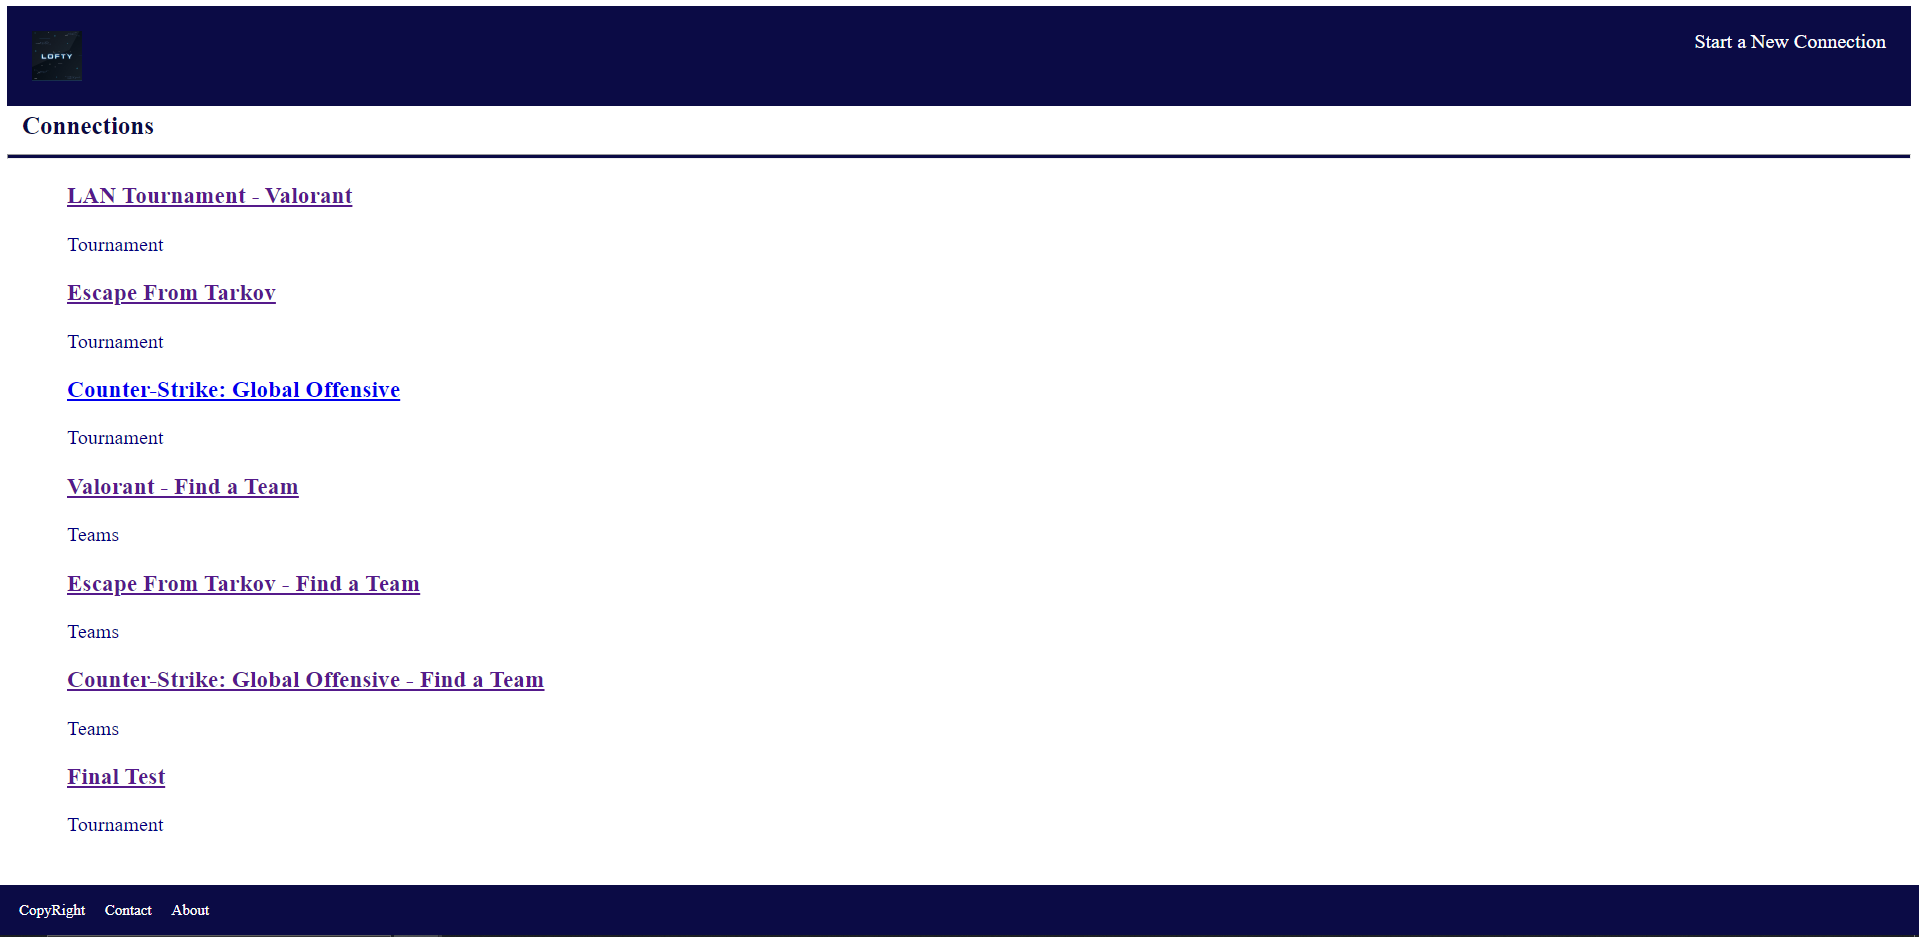 LOFTY
Start a New Connection
Connections
LAN Tournament - Valorant
Tournament
Escape From Tarkov
Tournament
Counter-Strike: Global Offensive
Tournament
Valorant - Find a Team
Teams
Escape From Tarkov - Find a Team
Teams
Counter-Strike: Global Offensive - Find a Team
Teams
Final Test
Tournament
CopyRight Contact About